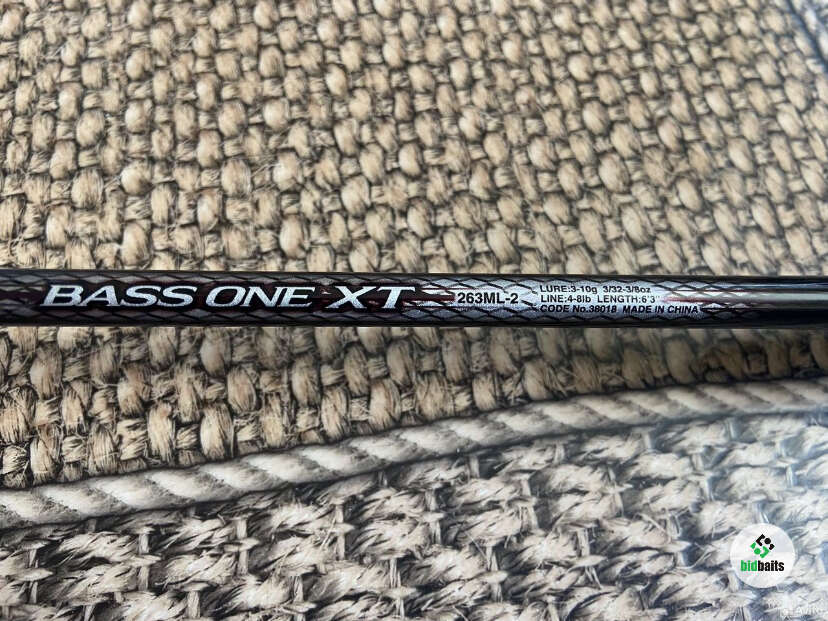 BASS ONE XT 263ML-2
LURE:3-10g 3/32-3/8oz
LINE:4-8lb LENGTH:6'3"
CODE No.38018 MADE IN CHINA
bidbaits